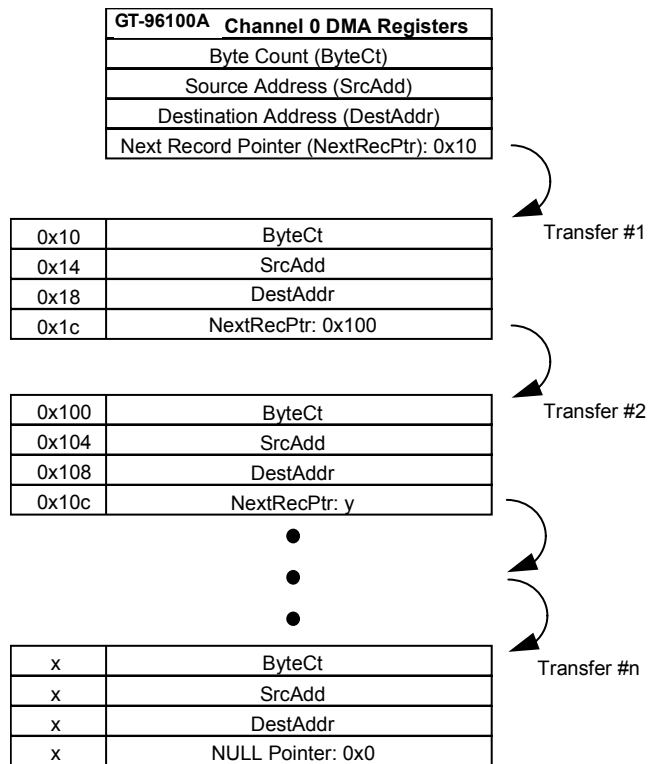 GT-96100A Channel 0 DMA Registers
Byte Count (ByteCt)
Source Address (SrcAdd)
Destination Address (DestAddr)
Next Record Pointer (NextRecPtr): 0x10
Transfer #1
0x10 ByteCt
0x14 SrcAdd
0x18 DestAddr
0x1c NextRecPtr: 0x100
Transfer #2
0x100 ByteCt
0x104 SrcAdd
0x108 DestAddr
0x10c NextRecPtr: y
Transfer #n
x ByteCt
x SrcAdd
x DestAddr
x NULL Pointer: 0x0